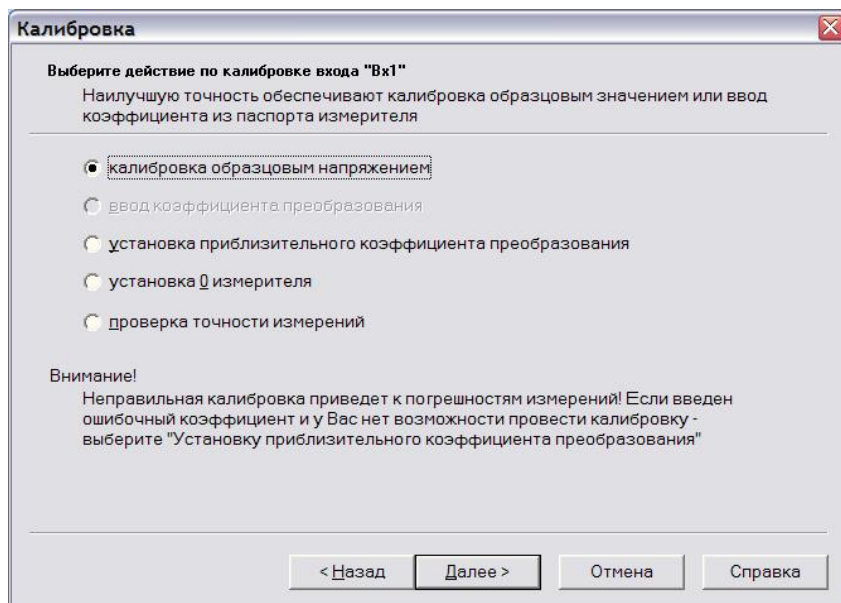 Калибровка
Выберите действие по калибровке входа "Вх1"
Наилучшую точность обеспечивают калибровка образцовым значением или ввод
коэффициента из паспорта измерителя
калибровка образцовым напряжением
ввод коэффициента преобразования
установка приблизительного коэффициента преобразования
установка 0 измерителя
проверка точности измерений
Внимание!
Неправильная калибровка приведет к погрешностям измерений! Если введен
ошибочный коэффициент и у Вас нет возможности провести калибровку -
выберите "Установку приблизительного коэффициента преобразования"
< Назад
Далее >
Отмена
Справка